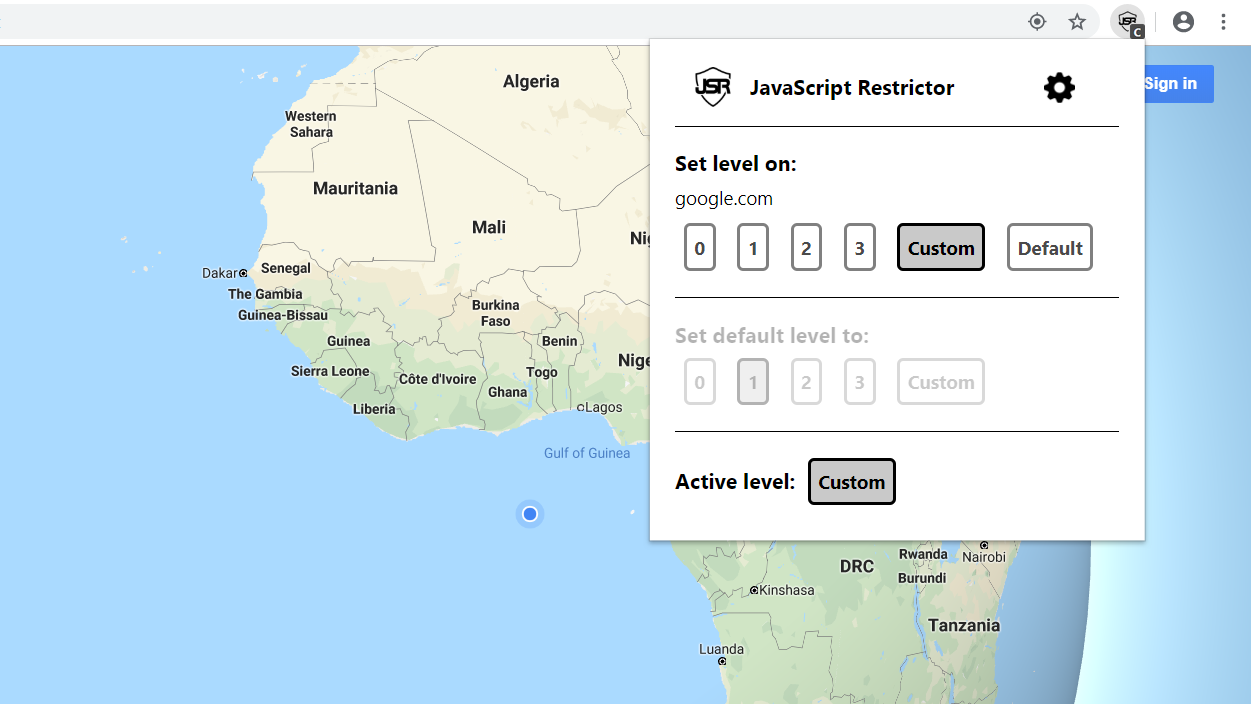 JSR
C
JSR JavaScript Restrictor
Sign in
Set level on:
google.com
0 1 2 3 Custom Default
Set default level to:
0 1 2 3 Custom
Active level: Custom
Algeria
Western
Sahara
Mauritania
Mali
Dakar
Senegal
The Gambia
Guinea-Bissau
Burkina
Faso
Guinea
Benin
Sierra Leone
Togo
Côte d'Ivoire
Ghana
Liberia
Lagos
Gulf of Guinea
DRC
Rwanda
Nairobi
Burundi
Kinshasa
Tanzania
Luanda